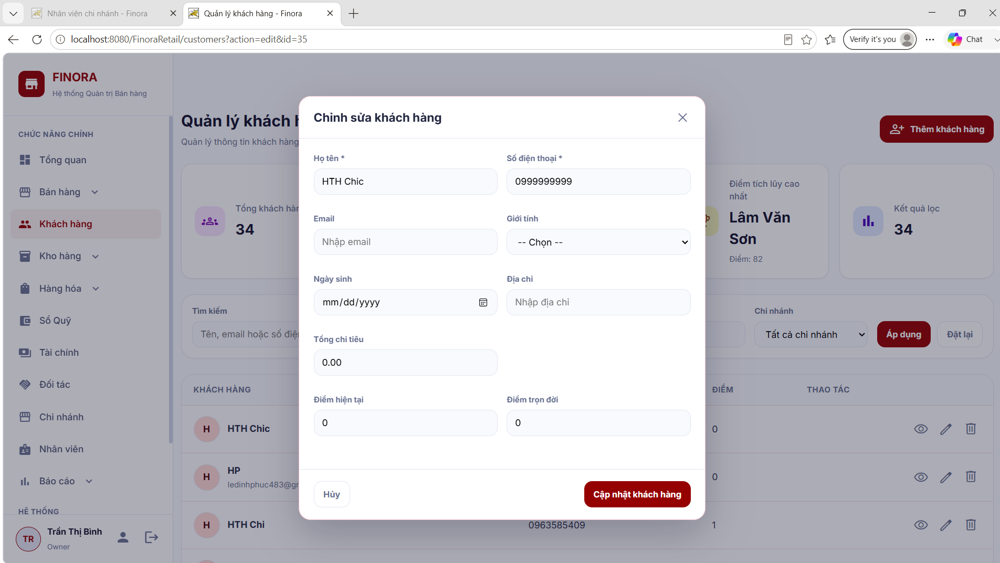 Nhân viên chi nhánh - Finora
Quản lý khách hàng - Finora
localhost:8080/FinoraRetail/customers?action=edit&id=35
Verify it's you
Chat
FINORA
Hệ thống Quản trị Bán hàng
CHỨC NĂNG CHÍNH
Tổng quan
Bán hàng
Khách hàng
Kho hàng
Hàng hóa
Sổ Quỹ
Tài chính
Đối tác
Chi nhánh
Nhân viên
Báo cáo
HỆ THỐNG
TR
Trần Thị Bình
Owner
Quản lý khách
Quản lý thông tin khách hàng
Thêm khách hàng
Tổng khách hàn
34
Điểm tích lũy cao
nhất
Lâm Văn
Sơn
Điểm: 82
Kết quả lọc
34
Tìm kiếm
Tên, email hoặc số điện
Chi nhánh
Tất cả chi nhánh
Áp dụng
Đặt lại
KHÁCH HÀNG
ĐIỂM
THAO TÁC
H
HTH Chic
0
H
HP
ledinhphuc483@gr
0
H
HTH Chi
0963585409
1
Chỉnh sửa khách hàng
Họ tên *
Số điện thoại *
HTH Chic
0999999999
Email
Giới tính
Nhập email
-- Chọn --
Ngày sinh
Địa chỉ
mm/dd/yyyy
Nhập địa chỉ
Tổng chi tiêu
0.00
Điểm hiện tại
Điểm trọn đời
0
0
Hủy
Cập nhật khách hàng